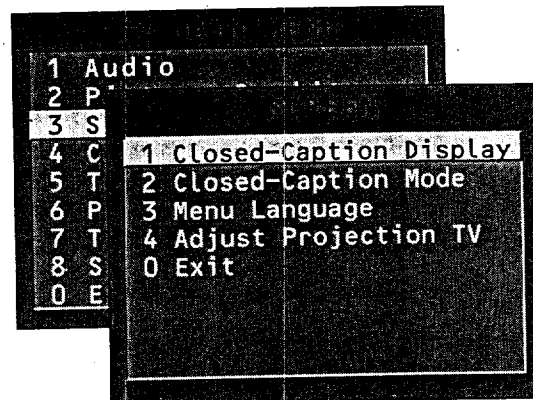 1 Audio
2 P
3 S
4 C
5 T
6 P
7 T
8 S
0 E
1 Closed-Caption Display
2 Closed-Caption Mode
3 Menu Language
4 Adjust Projection TV
0 Exit